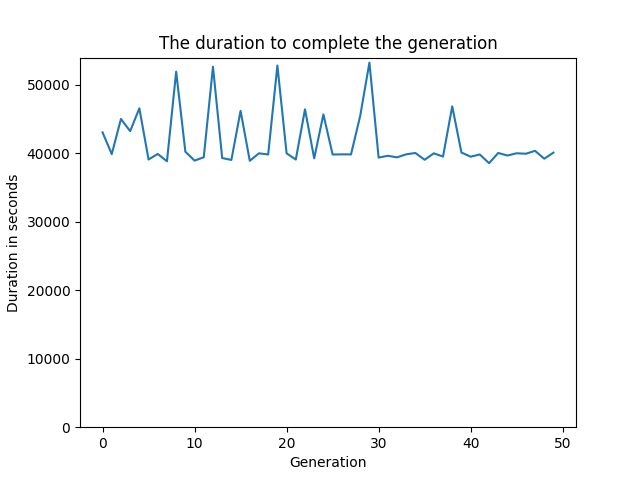 The duration to complete the generation
50000
40000
30000
20000
10000
0
Duration in seconds
0 10 20 30 40 50
Generation